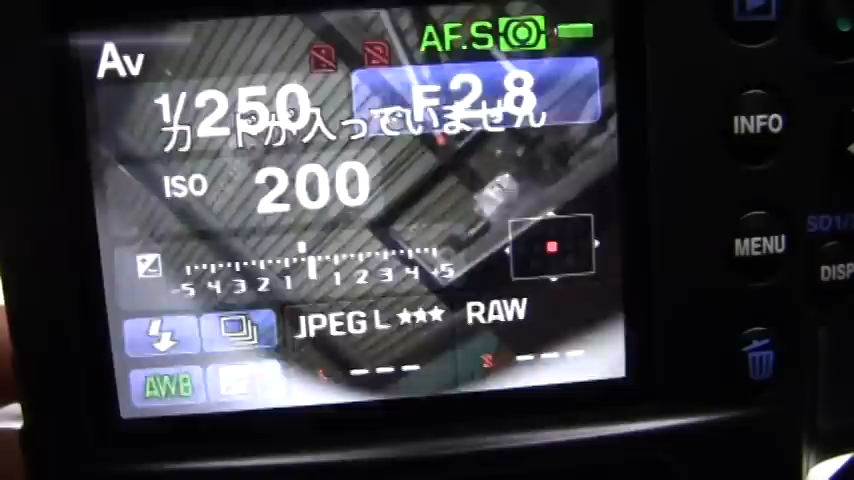 Av AF.S
1/250 F2.8
カードが入っていません
ISO 200
-5 4 3 2 1 1 2 3 4 +5
JPEG L ★★★ RAW
AWB
INFO
MENU
SD1/
DISP